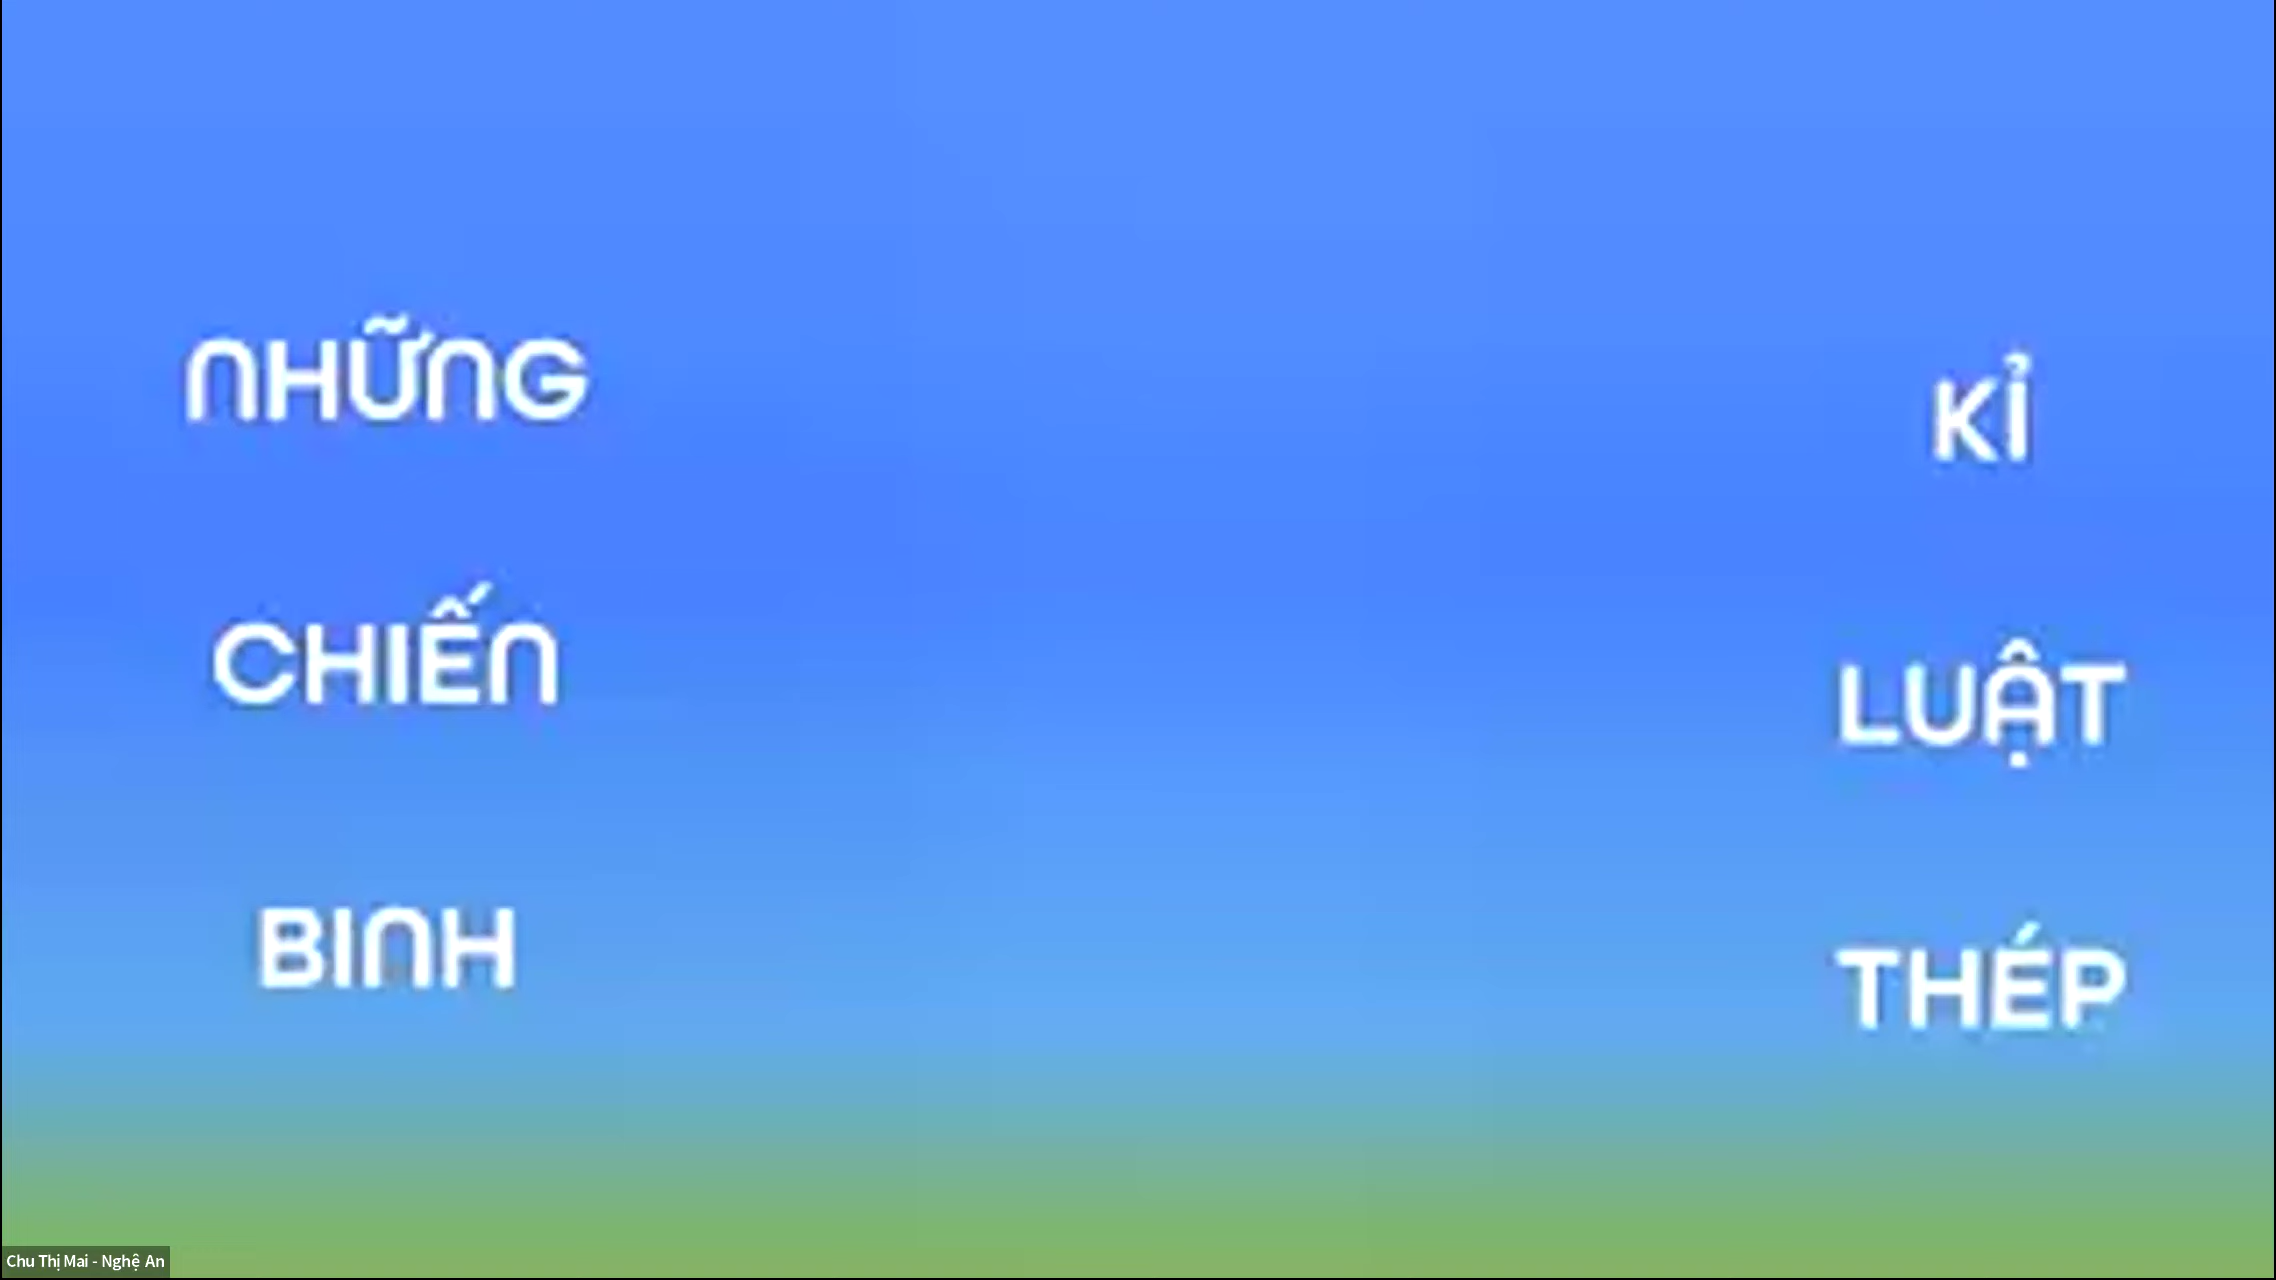 NHỮNG
CHIẾN
BINH
KỈ
LUẬT
THÉP
Chu Thị Mai - Nghệ An